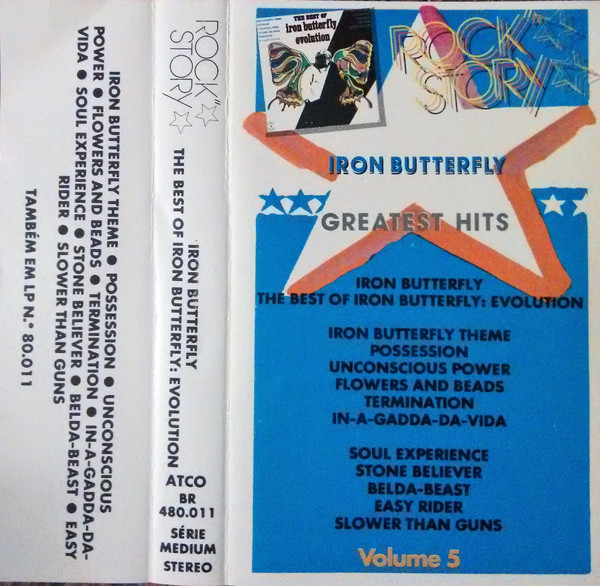 IRON BUTTERFLY THEME ● POSSESSION ● UNCONSCIOUS
POWER ● FLOWERS AND BEADS ● TERMINATION ● IN-A-GADDA-DA-
VIDA ● SOUL EXPERIENCE ● STONE BELIEVER ● BELDA-BEAST ● EASY
RIDER ● SLOWER THAN GUNS
TAMBÉM EM LP N.° 80.011
ROCK
STORY
IRON BUTTERFLY
THE BEST OF IRON BUTTERFLY: EVOLUTION
ATCO
BR
480.011
SÉRIE
MEDIUM
STEREO
THE BEST OF
iron butterfly
evolution
ROCK
STORY
IRON BUTTERFLY
GREATEST HITS
IRON BUTTERFLY
THE BEST OF IRON BUTTERFLY: EVOLUTION
IRON BUTTERFLY THEME
POSSESSION
UNCONSCIOUS POWER
FLOWERS AND BEADS
TERMINATION
IN-A-GADDA-DA-VIDA
SOUL EXPERIENCE
STONE BELIEVER
BELDA-BEAST
EASY RIDER
SLOWER THAN GUNS
Volume 5